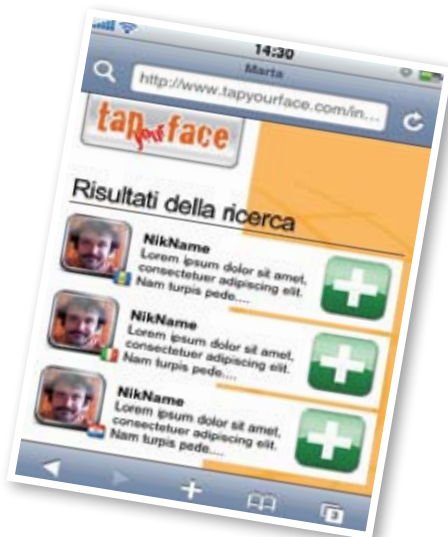 14:30
Marta
http://www.tapyourface.com/in...
tap your face
Risultati della ricerca
NikName
Lorem ipsum dolor sit amet,
consectetuer adipiscing elit.
Nam turpis pede....
NikName
Lorem ipsum dolor sit amet,
consectetuer adipiscing elit.
Nam turpis pede....
NikName
Lorem ipsum dolor sit amet,
consectetuer adipiscing elit.
Nam turpis pede....
3